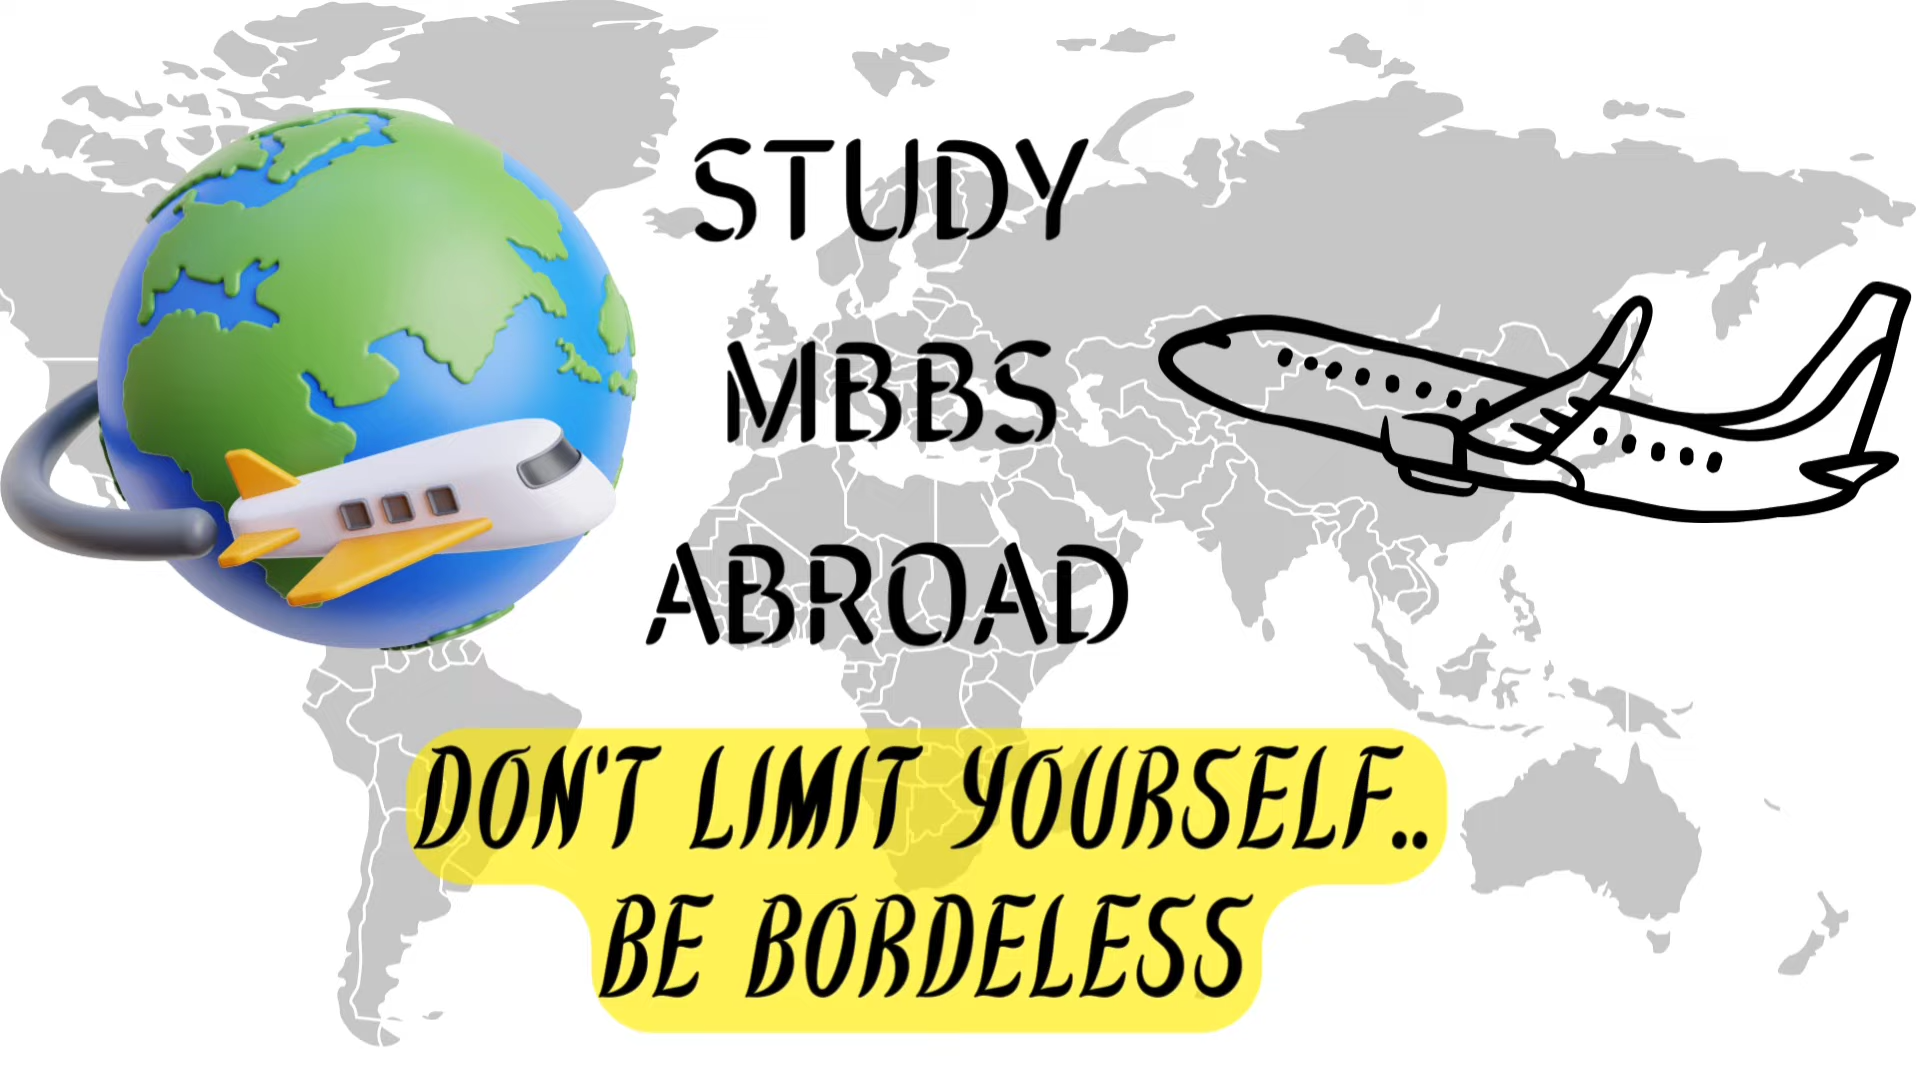 STUDY
MBBS
ABROAD
DON'T LIMIT YOURSELF..
BE BORDELESS